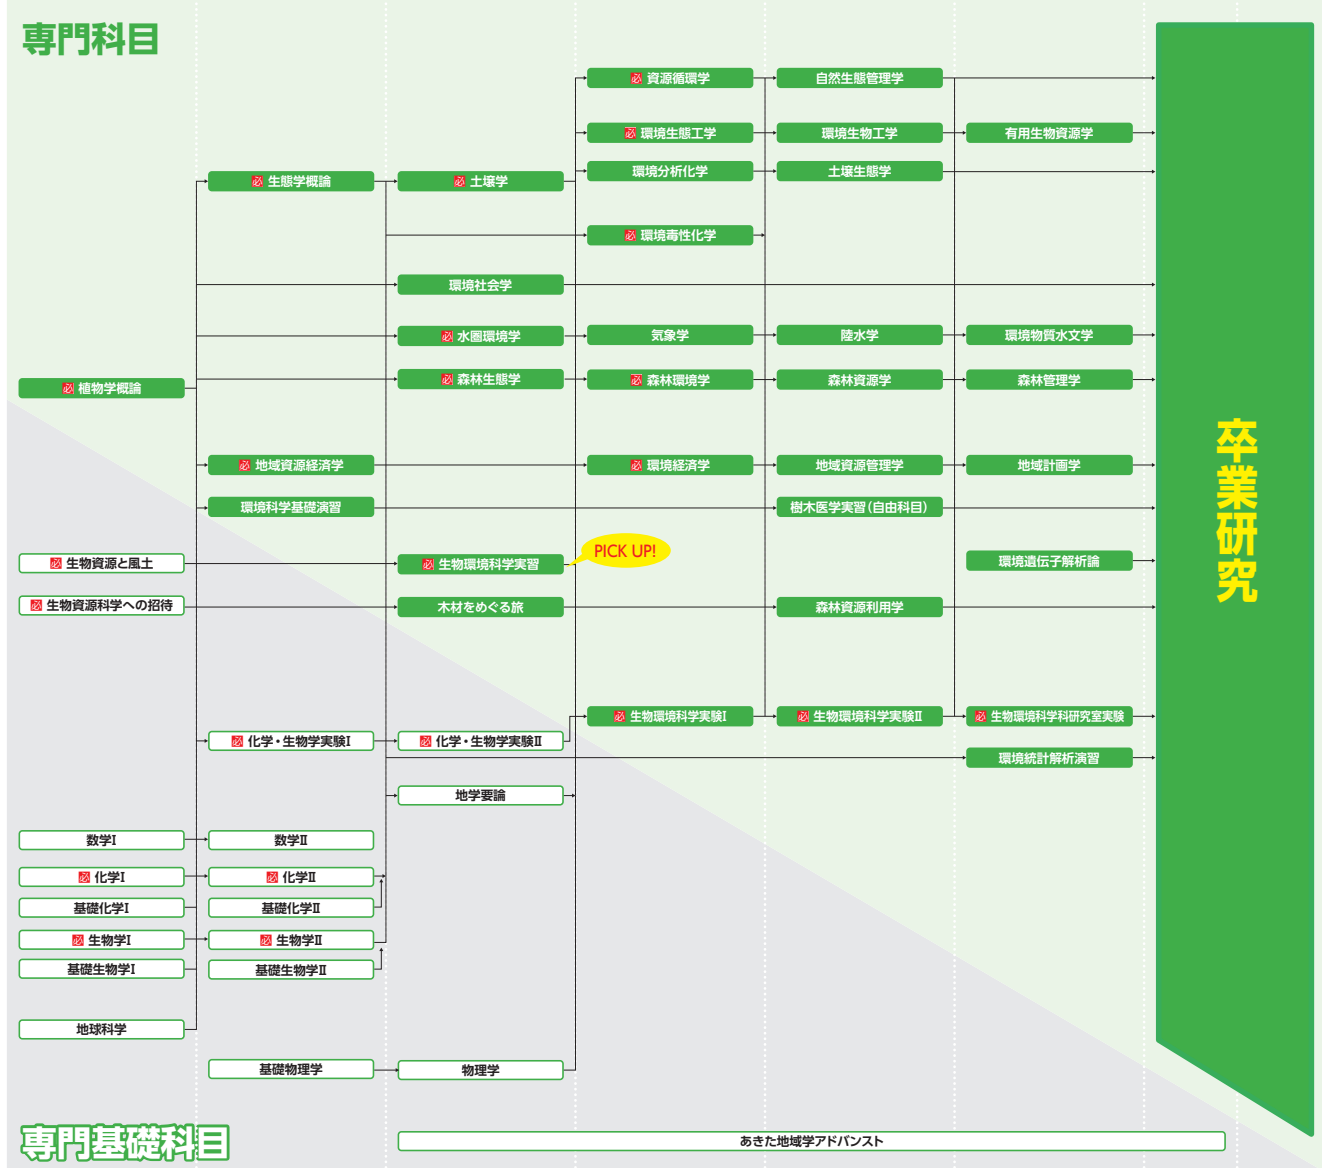 専門科目
必 資源循環学
自然生態管理学
必 環境生態工学
環境生物工学
有用生物資源学
環境分析化学
土壌生態学
必 生態学概論
必 土壌学
必 環境毒性化学
環境社会学
必 水圏環境学
気象学
陸水学
環境物質水文学
必 植物学概論
必 森林生態学
必 森林環境学
森林資源学
森林管理学
必 地域資源経済学
必 環境経済学
地域資源管理学
地域計画学
環境科学基礎演習
樹木医学実習(自由科目)
卒業研究
必 生物資源と風土
必 生物環境科学実習
PICK UP!
環境遺伝子解析論
必 生物資源科学への招待
木材をめぐる旅
森林資源利用学
必 生物環境科学実験Ⅰ
必 生物環境科学実験Ⅱ
必 生物環境科学科研究室実験
必 化学・生物学実験Ⅰ
必 化学・生物学実験Ⅱ
環境統計解析演習
地学要論
数学Ⅰ
数学Ⅱ
必 化学Ⅰ
必 化学Ⅱ
基礎化学Ⅰ
基礎化学Ⅱ
必 生物学Ⅰ
必 生物学Ⅱ
基礎生物学Ⅰ
基礎生物学Ⅱ
地球科学
基礎物理学
物理学
専門基礎科目
あきた地域学アドバンスト